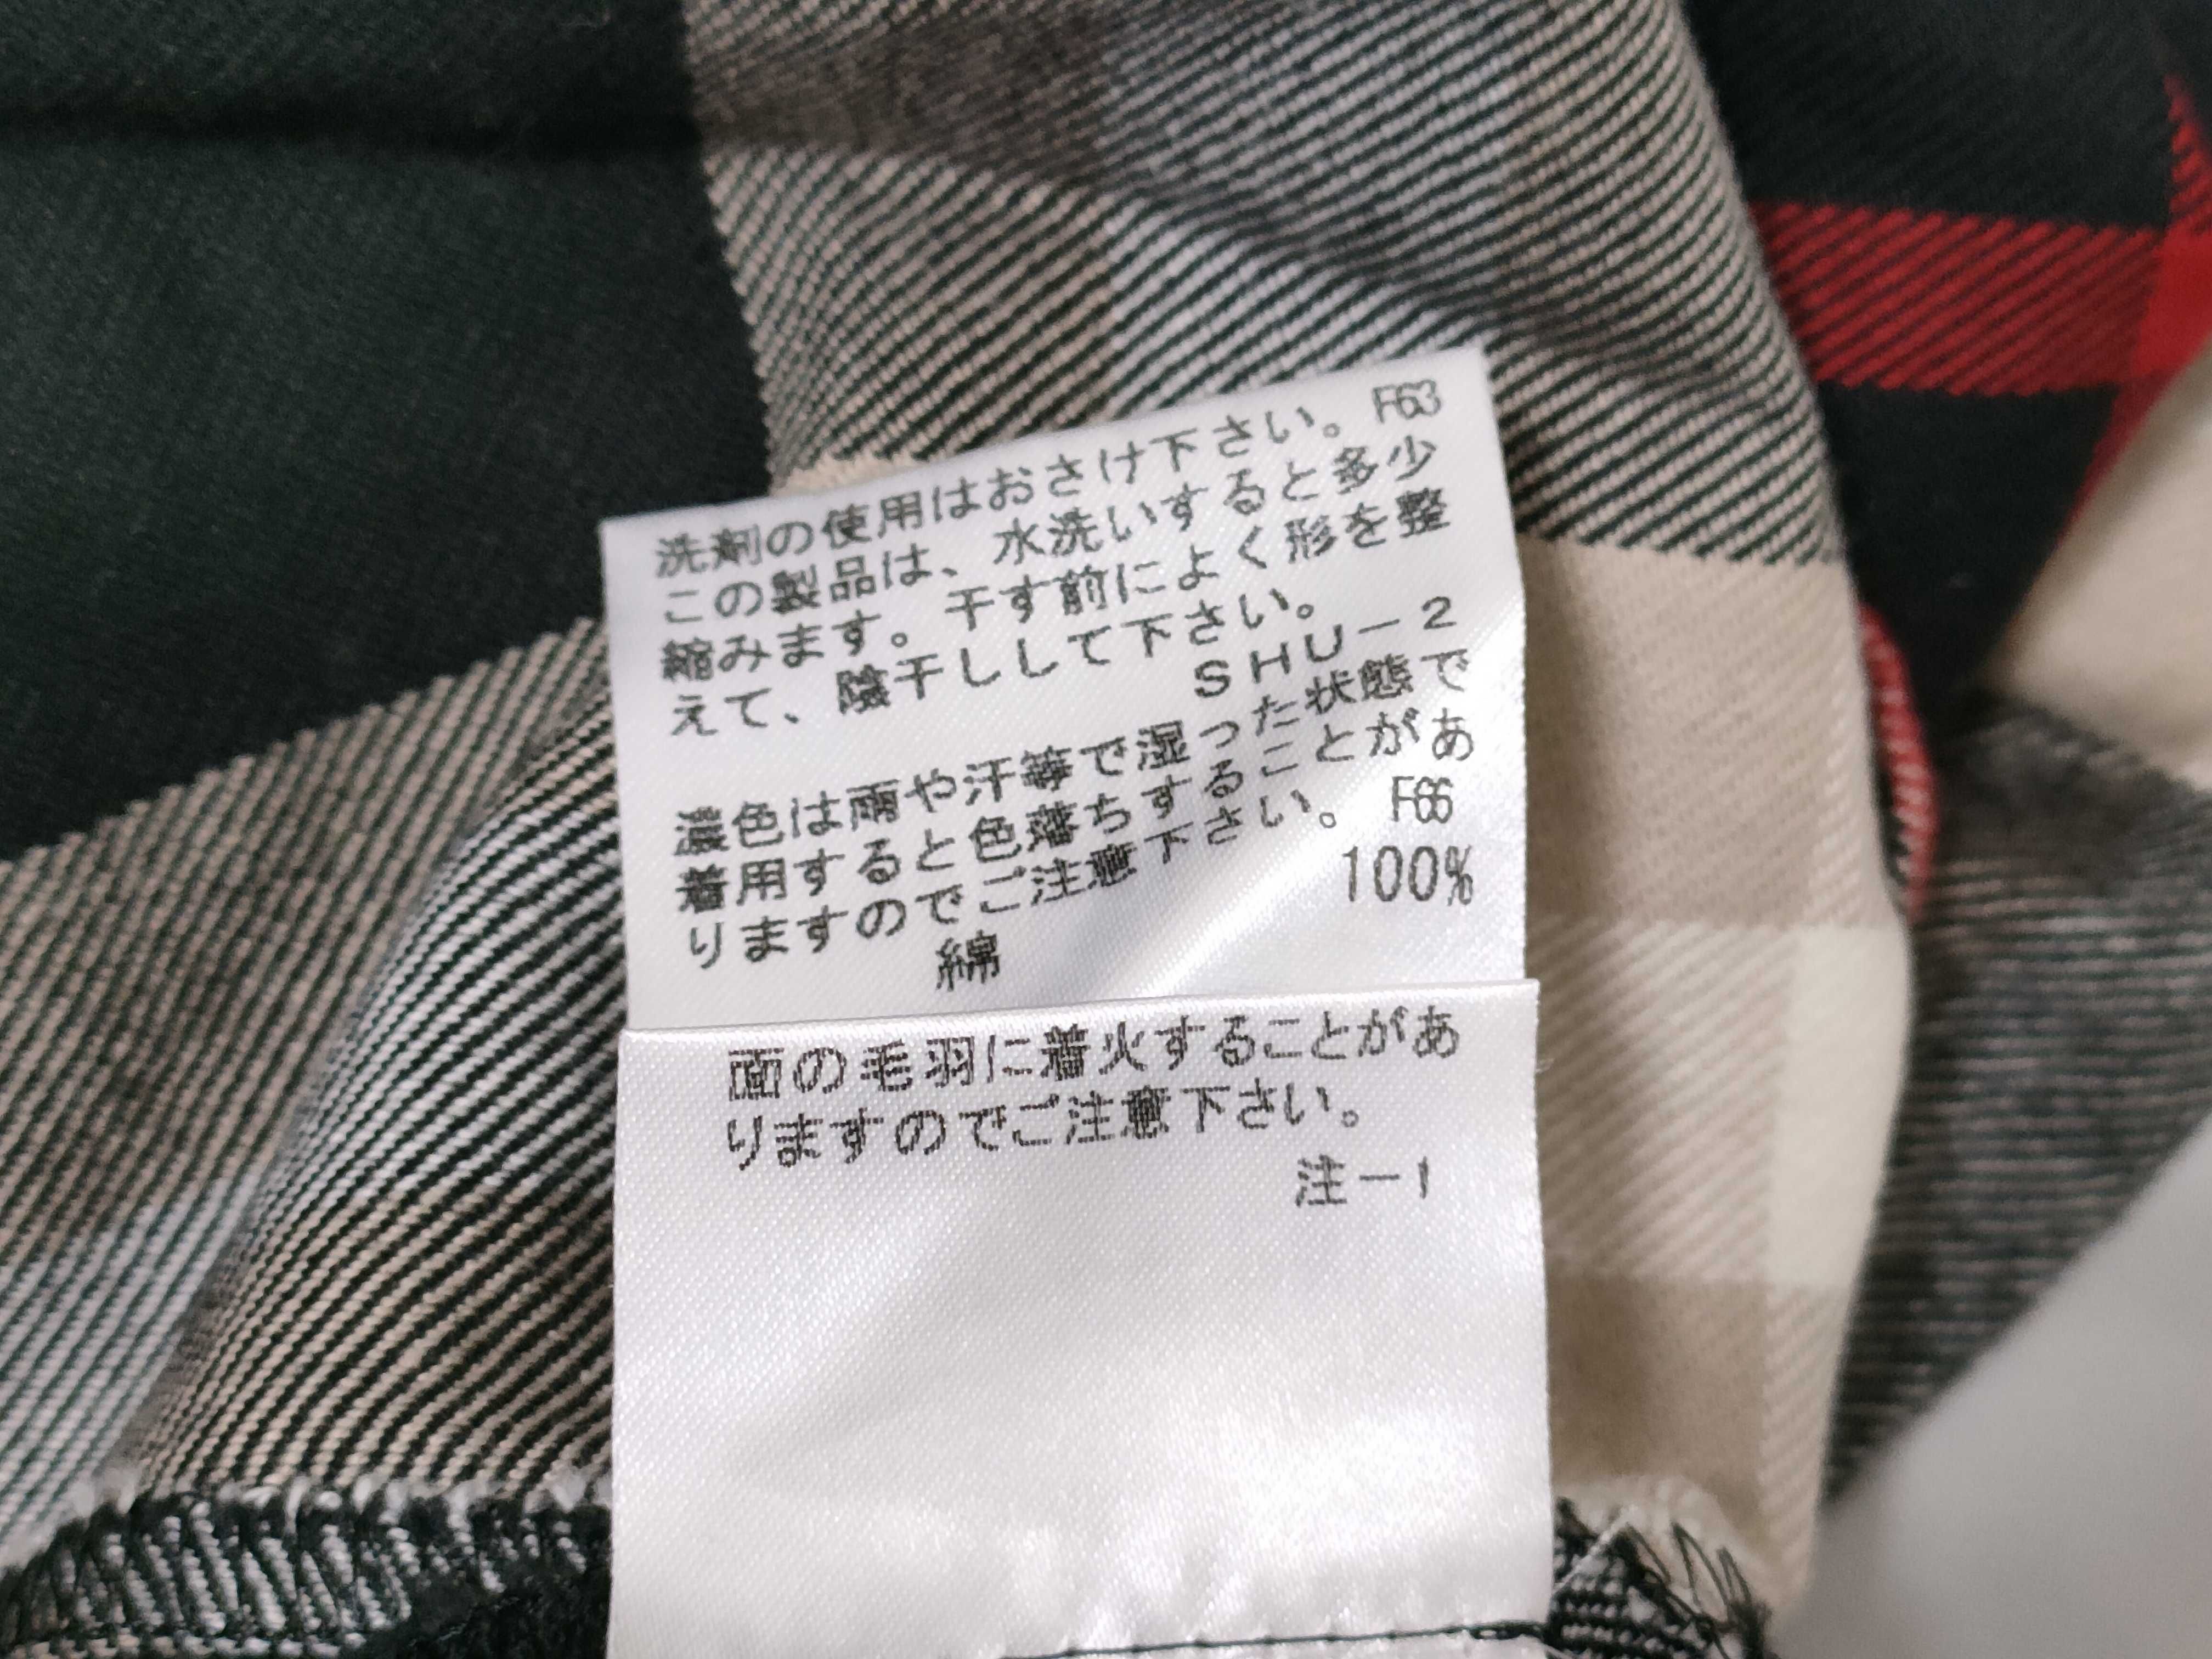 洗剤の使用はおさけ下さい。F63
この製品は、水洗いすると多少
縮みます。干す前によく形を整
えて、陰干しして下さい。
SHU－2
濃色は雨や汗等で湿った状態で
着用すると色落ちすることがあ
りますのでご注意下さい。F66
綿 100%
面の毛羽に着火することがあ
りますのでご注意下さい。
注－1